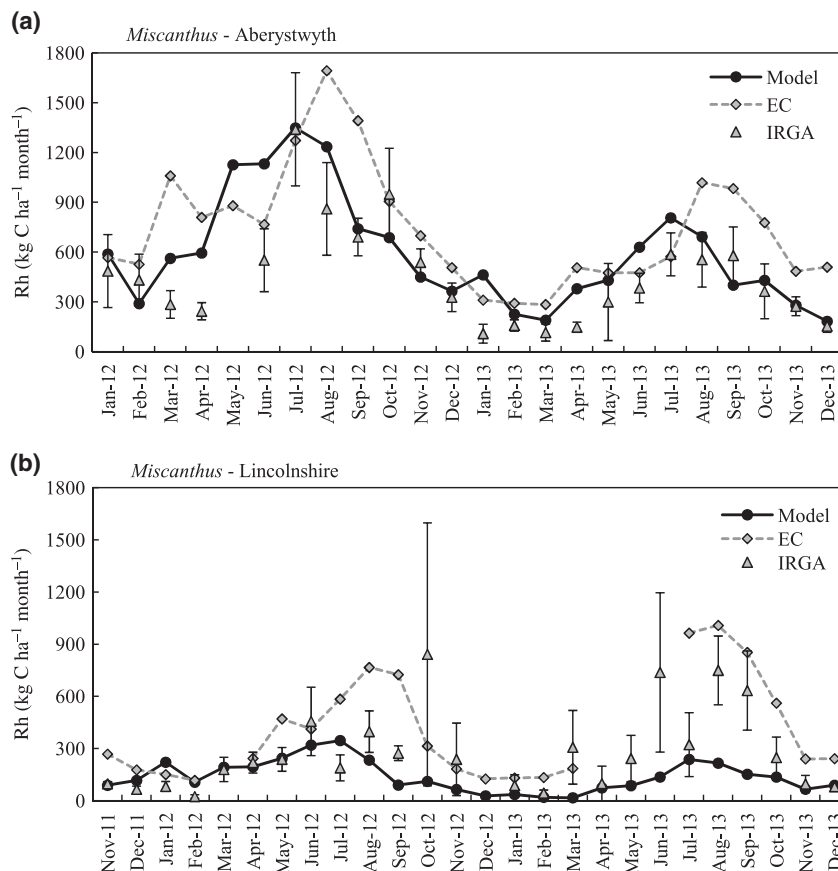 (a)
Miscanthus - Aberystwyth
1800
1500
1200
900
600
300
0
Rh (kg C ha⁻¹ month⁻¹)
Model
EC
IRGA
Jan-12
Feb-12
Mar-12
Apr-12
May-12
Jun-12
Jul-12
Aug-12
Sep-12
Oct-12
Nov-12
Dec-12
Jan-13
Feb-13
Mar-13
Apr-13
May-13
Jun-13
Jul-13
Aug-13
Sep-13
Oct-13
Nov-13
Dec-13
(b)
Miscanthus - Lincolnshire
1800
1500
1200
900
600
300
0
Rh (kg C ha⁻¹ month⁻¹)
Model
EC
IRGA
Nov-11
Dec-11
Jan-12
Feb-12
Mar-12
Apr-12
May-12
Jun-12
Jul-12
Aug-12
Sep-12
Oct-12
Nov-12
Dec-12
Jan-13
Feb-13
Mar-13
Apr-13
May-13
Jun-13
Jul-13
Aug-13
Sep-13
Oct-13
Nov-13
Dec-13